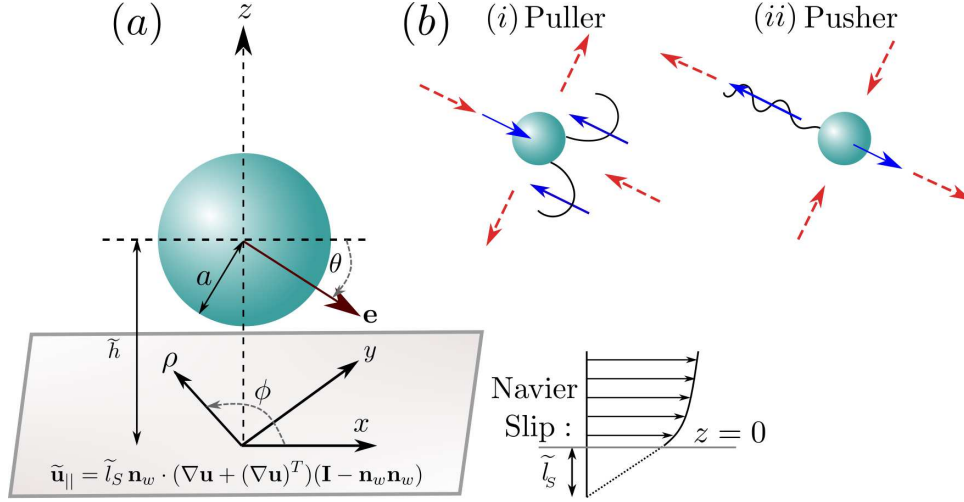 (a)
z
a
θ
e
h̃
ρ
ϕ
y
x
ũ_{||} = l̃_S n_w · (∇u + (∇u)^T)(I − n_w n_w)
(b)
(i) Puller
(ii) Pusher
Navier
Slip :
z = 0
l̃_S